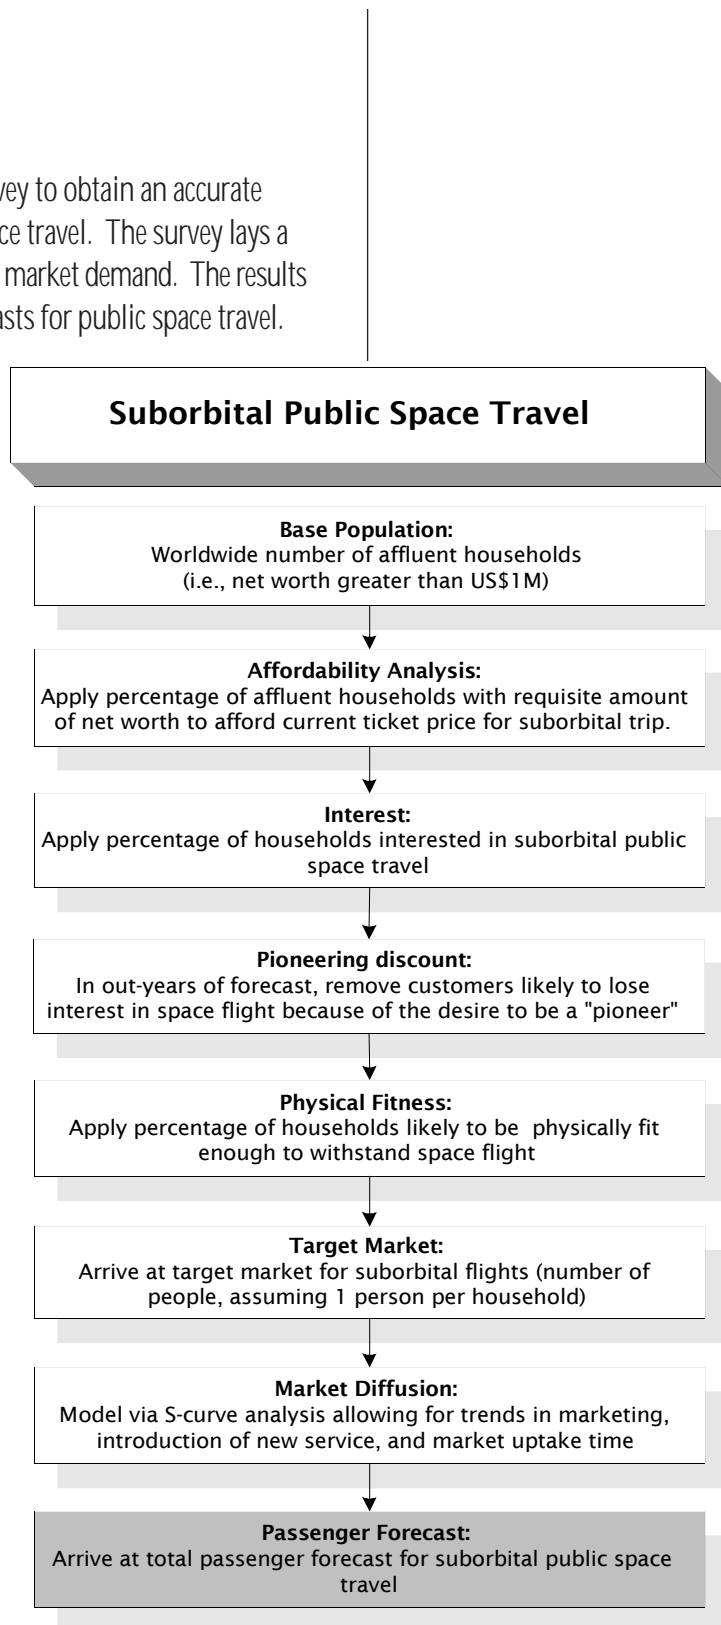 vey to obtain an accurate
ce travel.  The survey lays a
market demand.  The results
asts for public space travel.
Suborbital Public Space Travel
Base Population:
Worldwide number of affluent households
(i.e., net worth greater than US$1M)
Affordability Analysis:
Apply percentage of affluent households with requisite amount
of net worth to afford current ticket price for suborbital trip.
Interest:
Apply percentage of households interested in suborbital public
space travel
Pioneering discount:
In out-years of forecast, remove customers likely to lose
interest in space flight because of the desire to be a "pioneer"
Physical Fitness:
Apply percentage of households likely to be  physically fit
enough to withstand space flight
Target Market:
Arrive at target market for suborbital flights (number of
people, assuming 1 person per household)
Market Diffusion:
Model via S-curve analysis allowing for trends in marketing,
introduction of new service, and market uptake time
Passenger Forecast:
Arrive at total passenger forecast for suborbital public space
travel